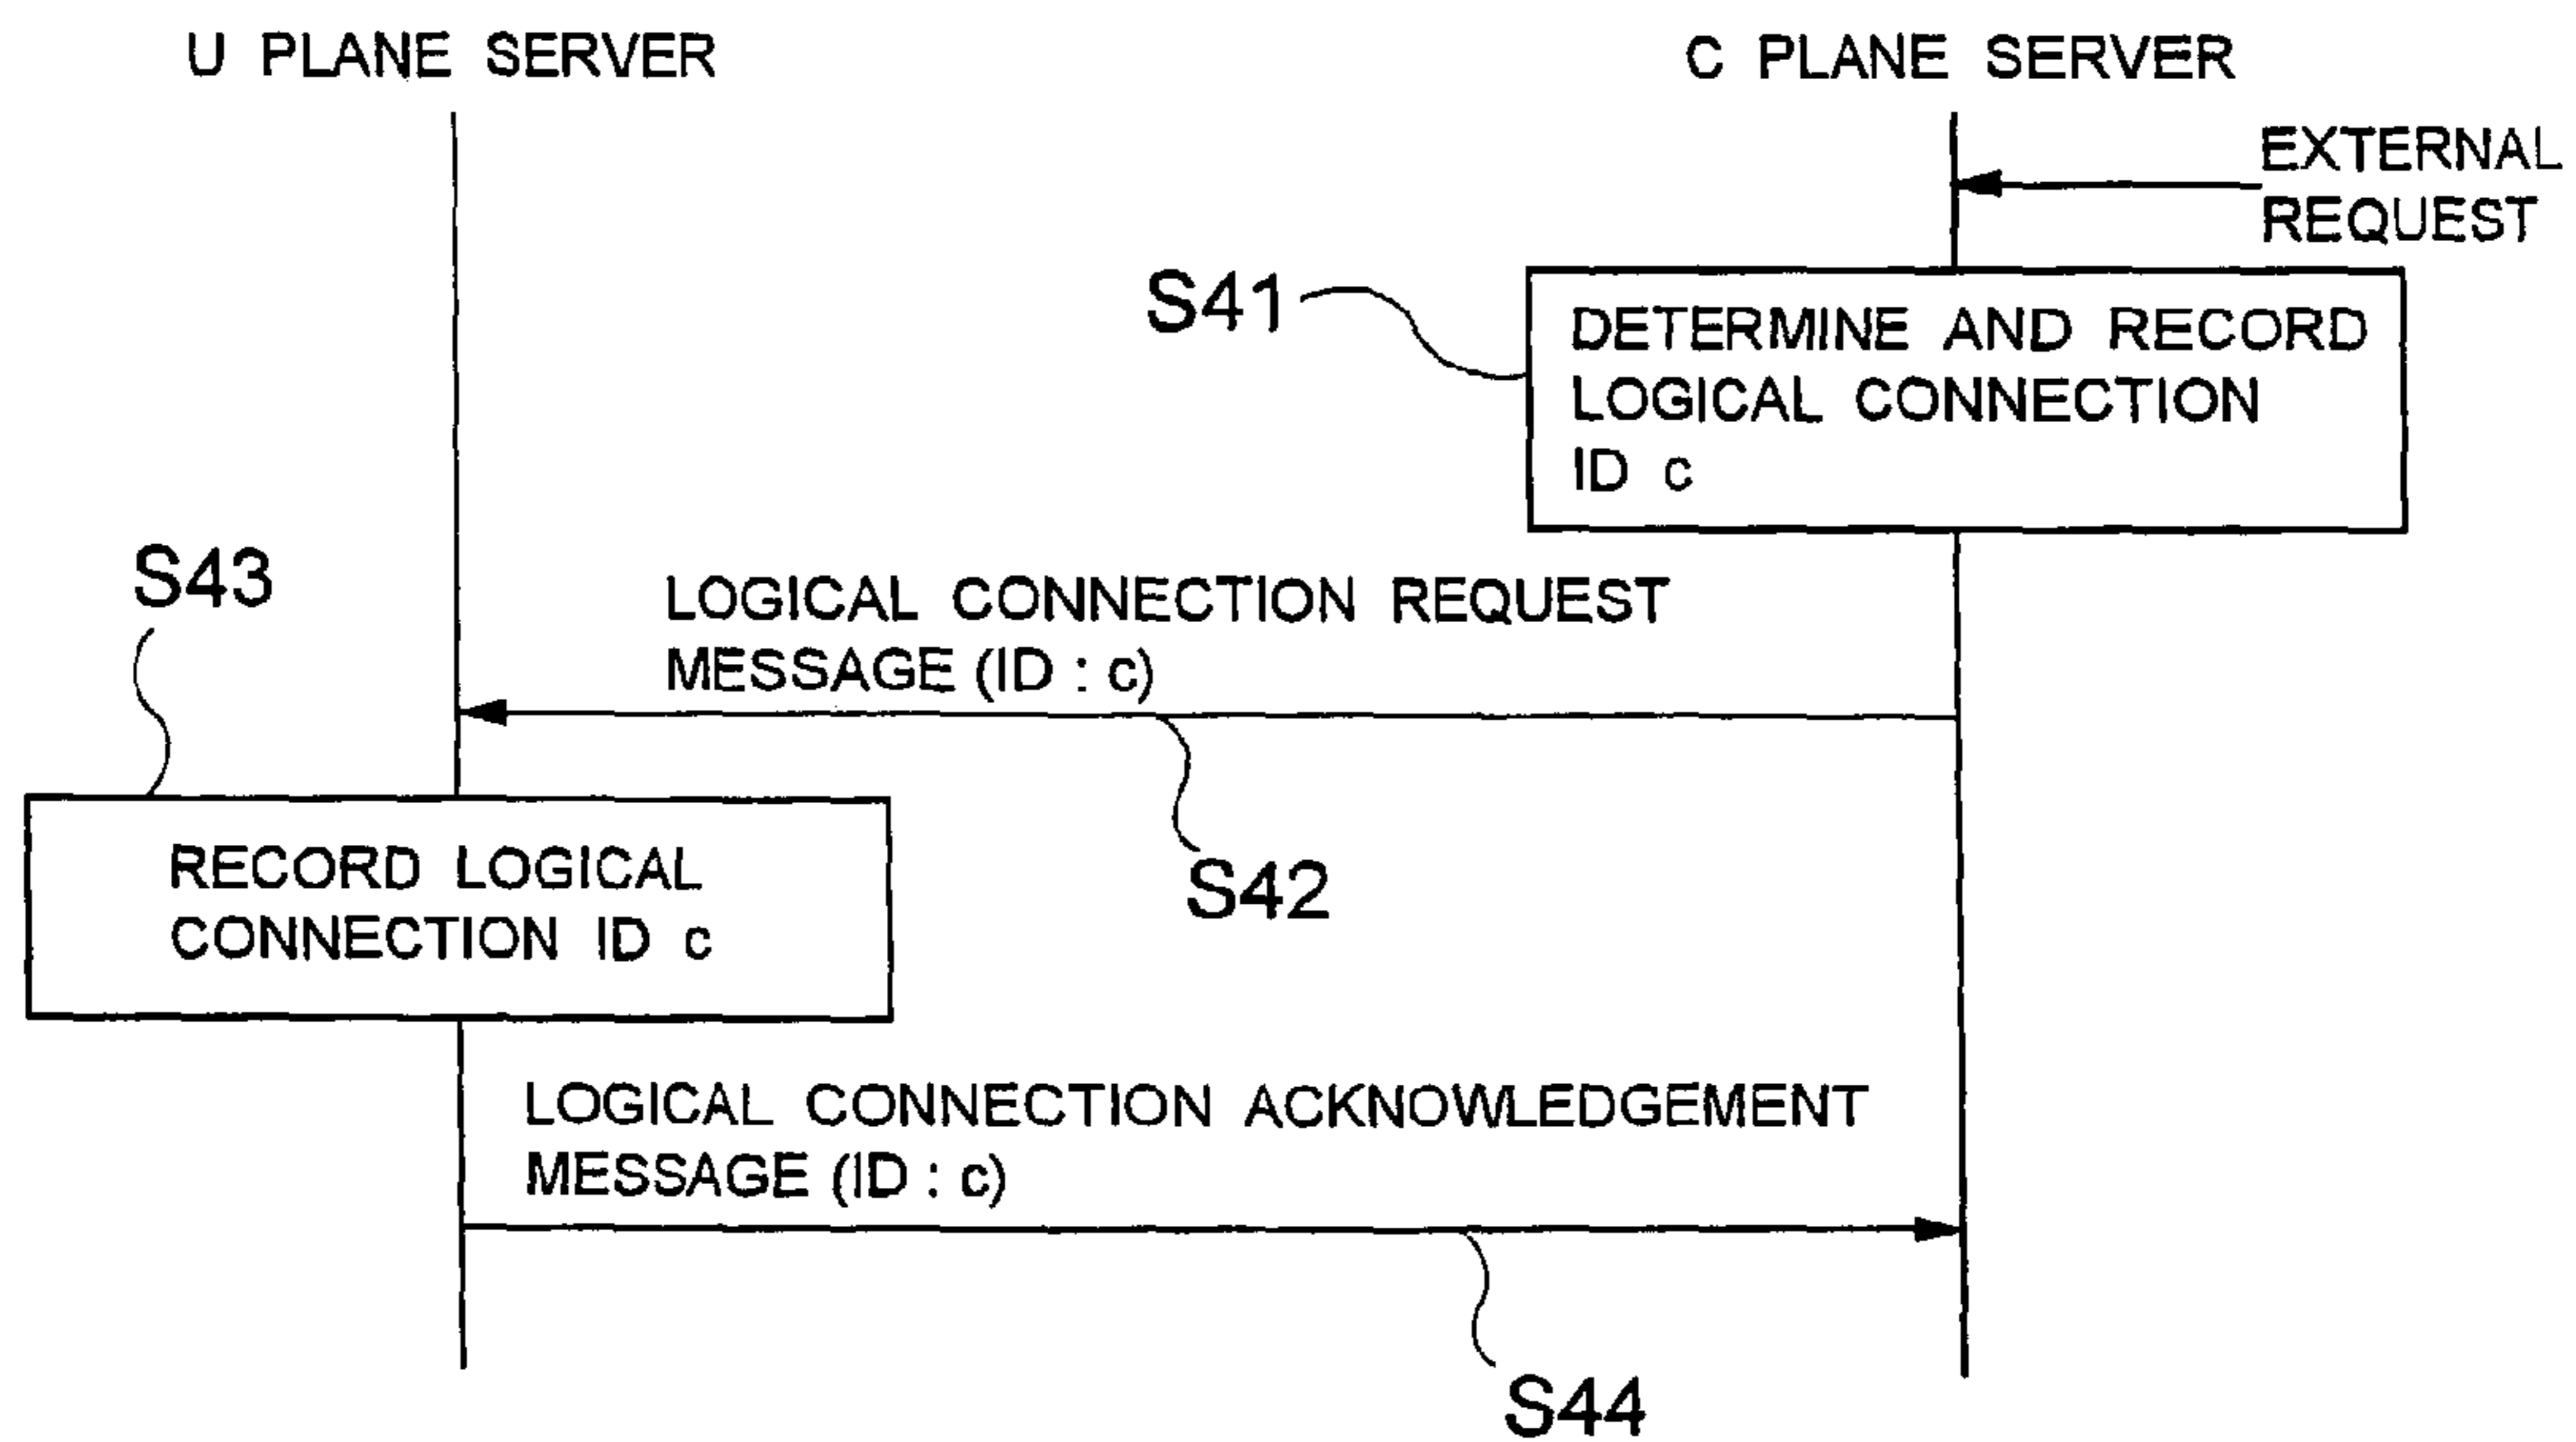 U PLANE SERVER
C PLANE SERVER
EXTERNAL
REQUEST
S41
DETERMINE AND RECORD
LOGICAL CONNECTION
ID c
S43
LOGICAL CONNECTION REQUEST
MESSAGE (ID : c)
S42
RECORD LOGICAL
CONNECTION ID c
LOGICAL CONNECTION ACKNOWLEDGEMENT
MESSAGE (ID : c)
S44